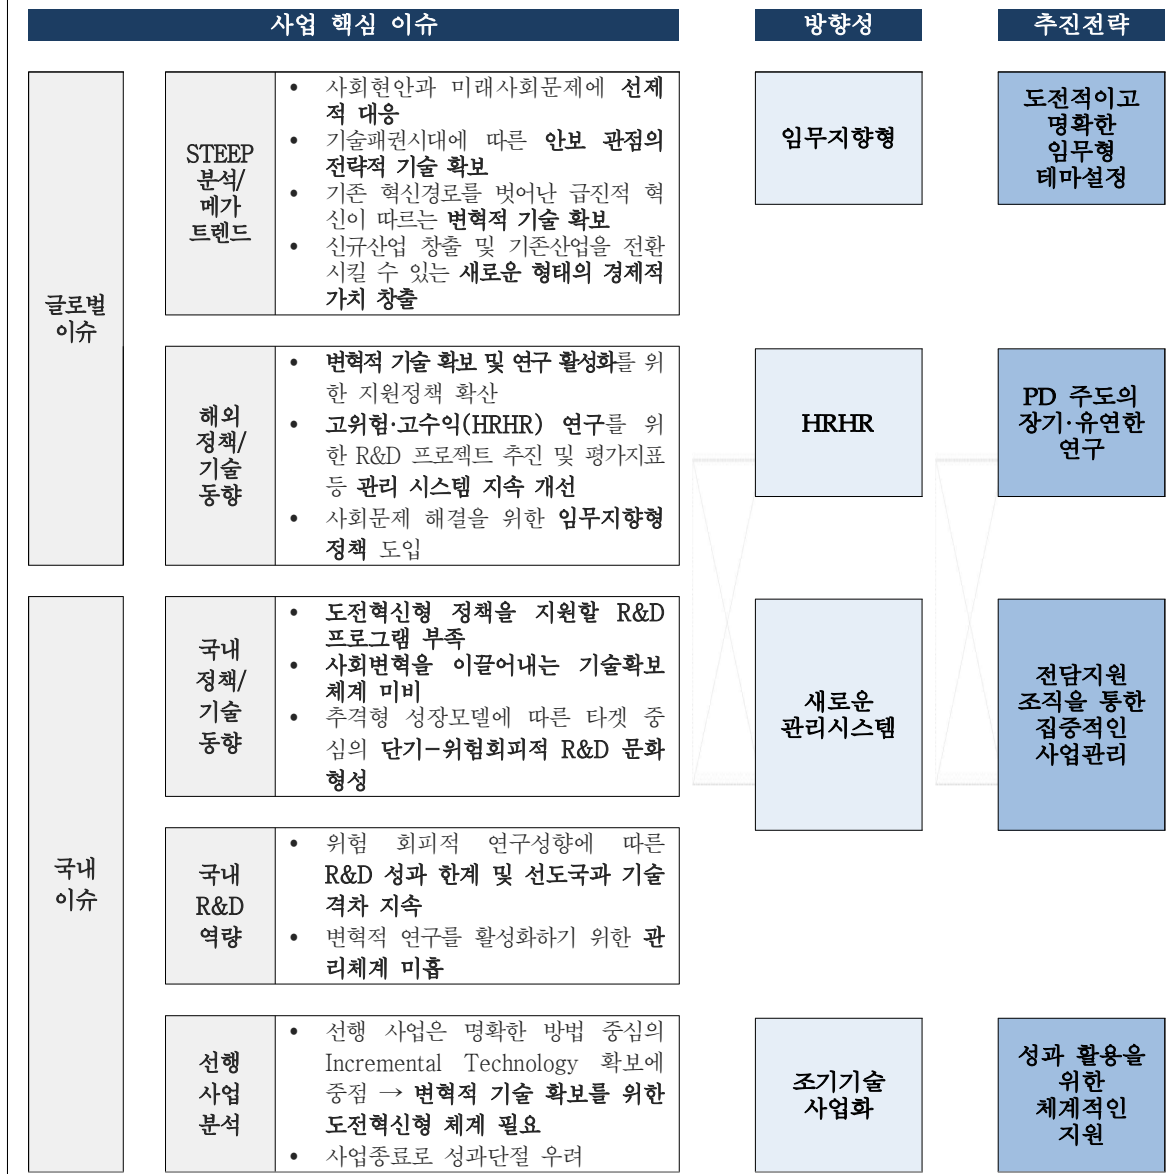 사업 핵심 이슈
방향성
추진전략
글로벌
이슈
STEEP
분석/
메가
트렌드
• 사회현안과 미래사회문제에 선제
적 대응
• 기술패권시대에 따른 안보 관점의
전략적 기술 확보
• 기존 혁신경로를 벗어난 급진적 혁
신이 따르는 변혁적 기술 확보
• 신규산업 창출 및 기존산업을 전환
시킬 수 있는 새로운 형태의 경제적
가치 창출
임무지향형
도전적이고
명확한
임무형
테마설정
해외
정책/
기술
동향
• 변혁적 기술 확보 및 연구 활성화를 위
한 지원정책 확산
• 고위험·고수익(HRHR) 연구를 위
한 R&D 프로젝트 추진 및 평가지표
등 관리 시스템 지속 개선
• 사회문제 해결을 위한 임무지향형
정책 도입
HRHR
PD 주도의
장기·유연한
연구
국내
이슈
국내
정책/
기술
동향
• 도전혁신형 정책을 지원할 R&D
프로그램 부족
• 사회변혁을 이끌어내는 기술확보
체계 미비
• 추격형 성장모델에 따른 타겟 중
심의 단기-위험회피적 R&D 문화
형성
새로운
관리시스템
전담지원
조직을 통한
집중적인
사업관리
국내
R&D
역량
• 위험 회피적 연구성향에 따른
R&D 성과 한계 및 선도국과 기술
격차 지속
• 변혁적 연구를 활성화하기 위한 관
리체계 미흡
선행
사업
분석
• 선행 사업은 명확한 방법 중심의
Incremental Technology 확보에
중점 → 변혁적 기술 확보를 위한
도전혁신형 체계 필요
• 사업종료로 성과단절 우려
조기기술
사업화
성과 활용을
위한
체계적인
지원